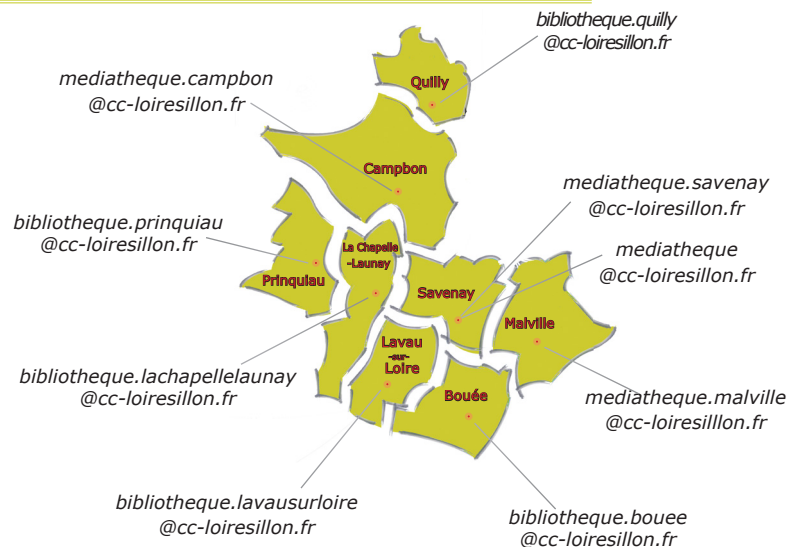 bibliotheque.quilly
@cc-loiresillon.fr
mediatheque.campbon
@cc-loiresillon.fr
Quilly
Campbon
mediatheque.savenay
@cc-loiresillon.fr
bibliotheque.prinquiau
@cc-loiresillon.fr
mediatheque
@cc-loiresillon.fr
La Chapelle
-Launay
Prinquiau
Savenay
Malville
Lavau
-sur-
Loire
bibliotheque.lachapellelaunay
@cc-loiresillon.fr
Bouée
mediatheque.malville
@cc-loiresilllon.fr
bibliotheque.lavausurloire
@cc-loiresillon.fr
bibliotheque.bouee
@cc-loiresillon.fr